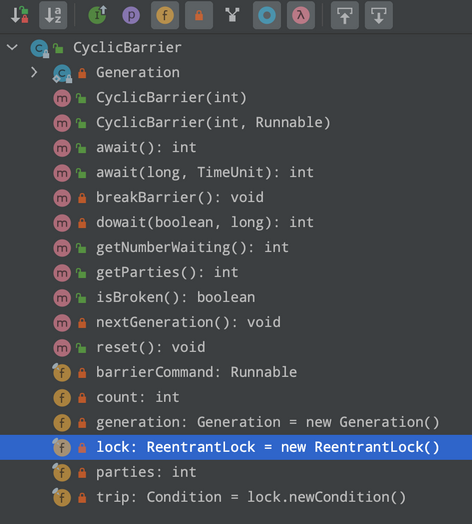 CyclicBarrier
Generation
CyclicBarrier(int)
CyclicBarrier(int, Runnable)
await(): int
await(long, TimeUnit): int
breakBarrier(): void
dowait(boolean, long): int
getNumberWaiting(): int
getParties(): int
isBroken(): boolean
nextGeneration(): void
reset(): void
barrierCommand: Runnable
count: int
generation: Generation = new Generation()
lock: ReentrantLock = new ReentrantLock()
parties: int
trip: Condition = lock.newCondition()